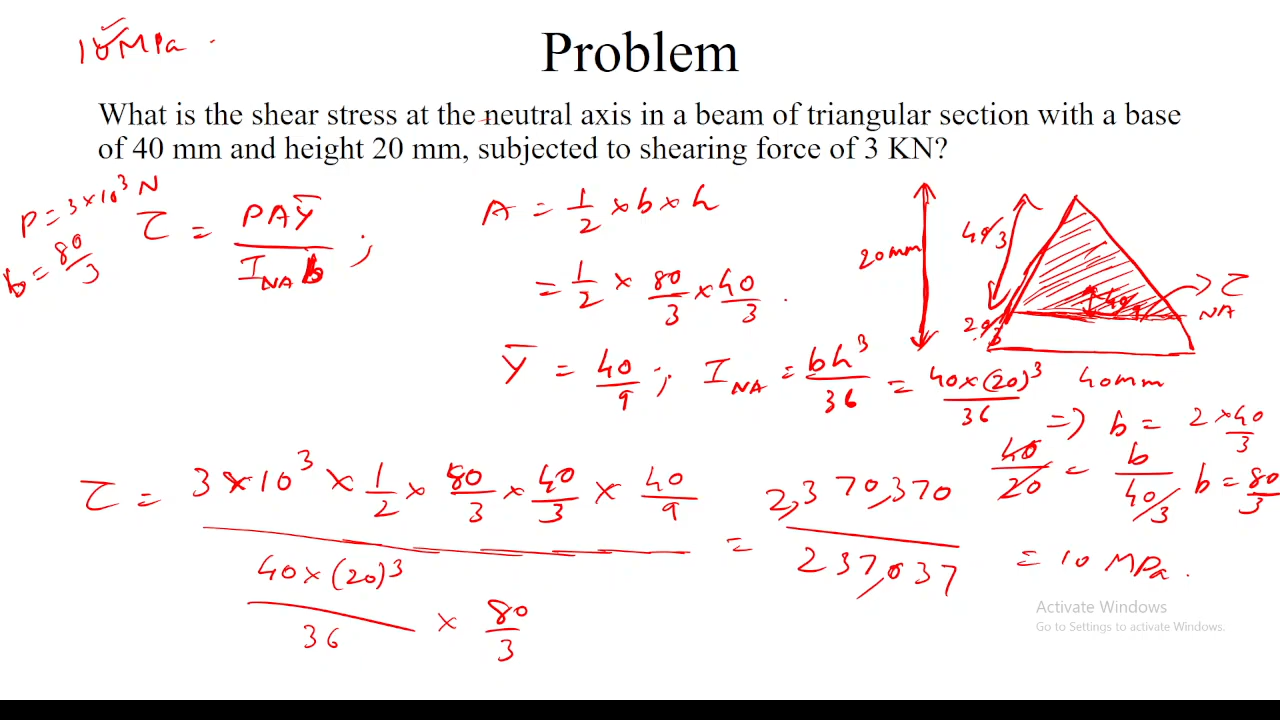 10 MPa
Problem
What is the shear stress at the neutral axis in a beam of triangular section with a base
of 40 mm and height 20 mm, subjected to shearing force of 3 KN?
P = 3×10³ N
b = 80/3
τ = PAȲ / I_NA b ;
A = 1/2 × b × h
= 1/2 × 80/3 × 40/3 .
Ȳ = 40/9 ; I_NA = bh³/36 = 40×(20)³/36
20mm
40/3
20/3
40/9
τ
NA
40mm
40/20 = b/(40/3)
=> b = 2×40/3
b = 80/3
τ = 3×10³ × 1/2 × 80/3 × 40/3 × 40/9 / 40×(20)³/36 × 80/3 = 2,370,370 / 237,037 = 10 MPa.
Activate Windows
Go to Settings to activate Windows.